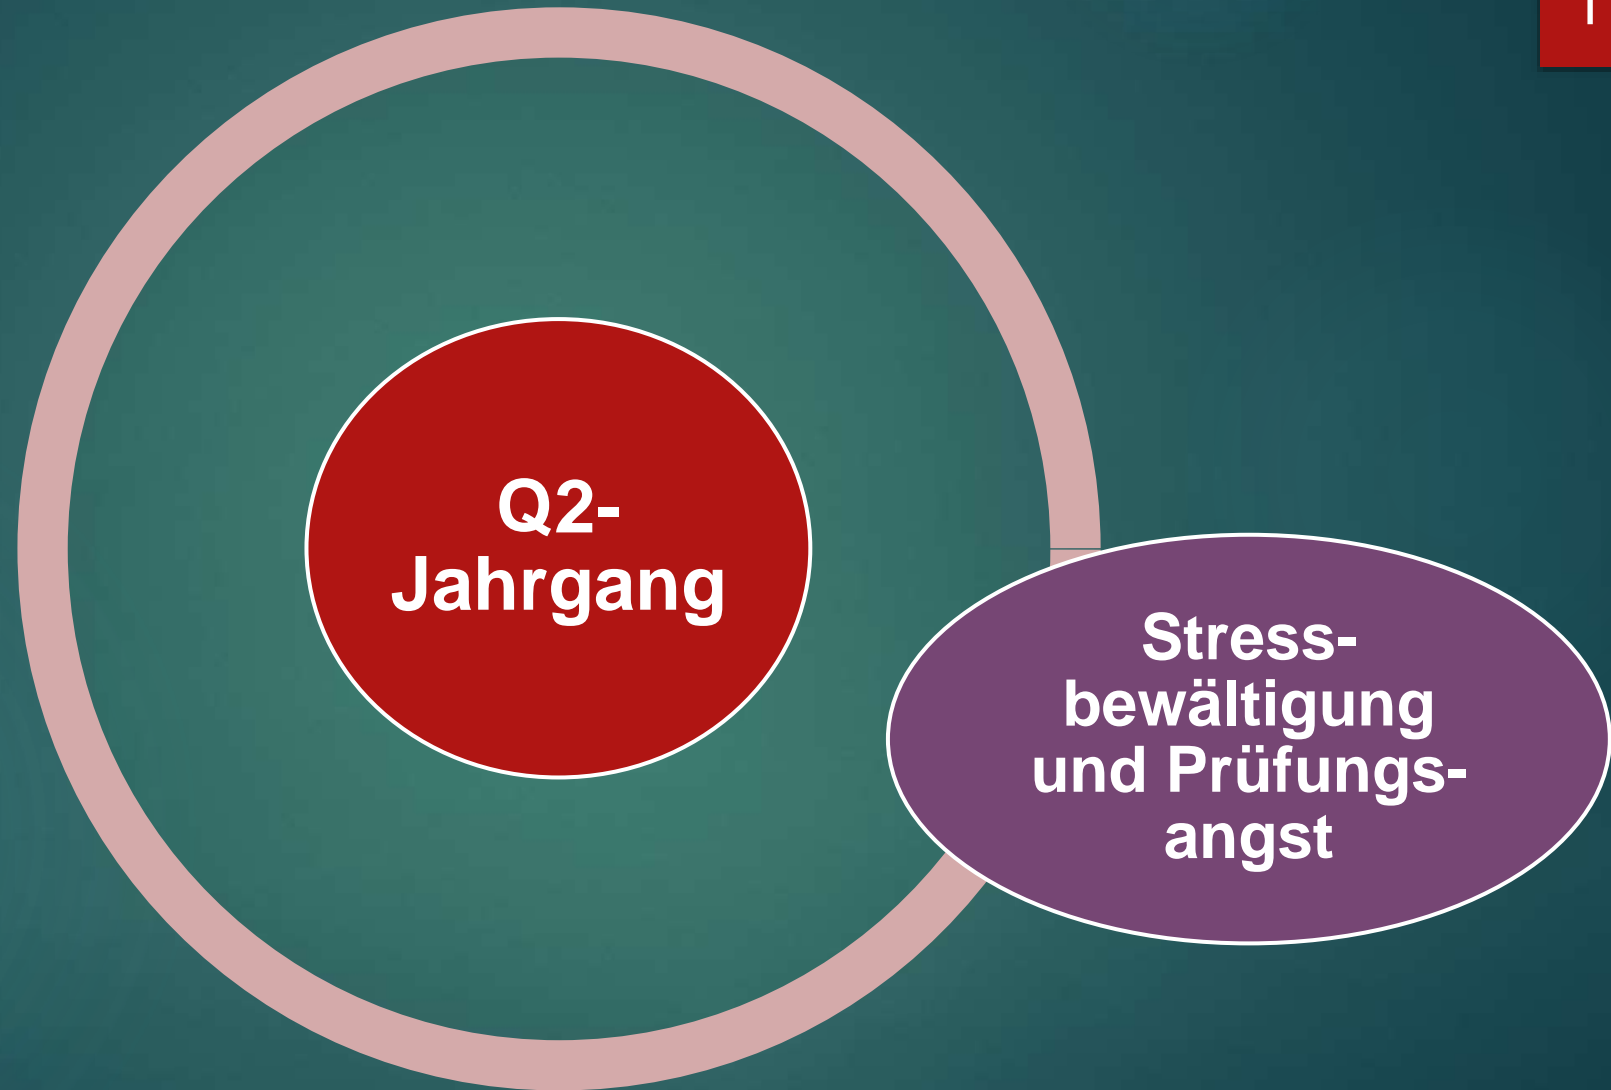 Q2-
Jahrgang
Stress-
bewältigung
und Prüfungs-
angst